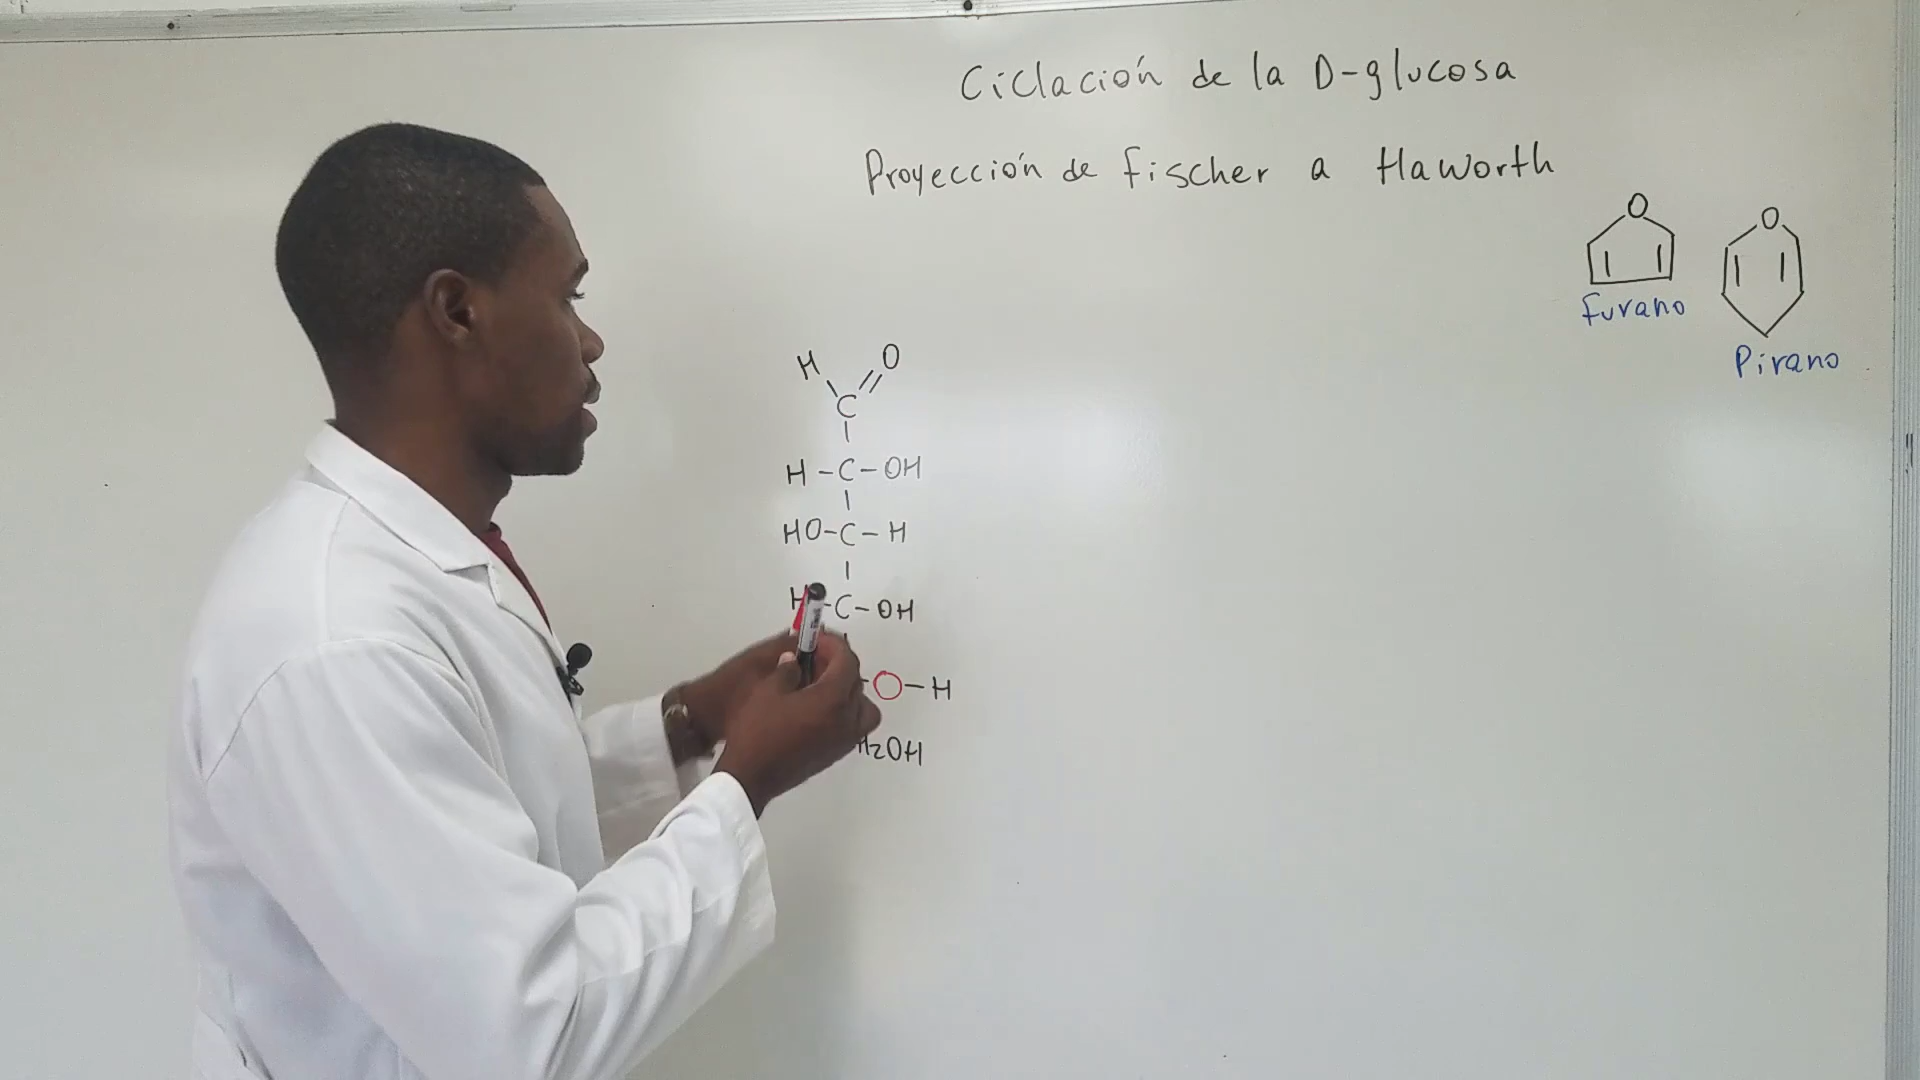 Ciclación de la D-glucosa
Proyección de Fischer a Haworth
O
O
Furano
Pirano
H O
C
H-C-OH
HO-C-H
H-C-OH
-O-H
H2OH